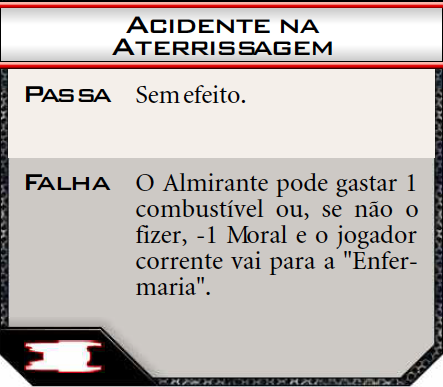 ACIDENTE NA
ATERRISSAGEM
PASSA Sem efeito.
FALHA O Almirante pode gastar 1
combustível ou, se não o
fizer, -1 Moral e o jogador
corrente vai para a "Enfer-
maria".